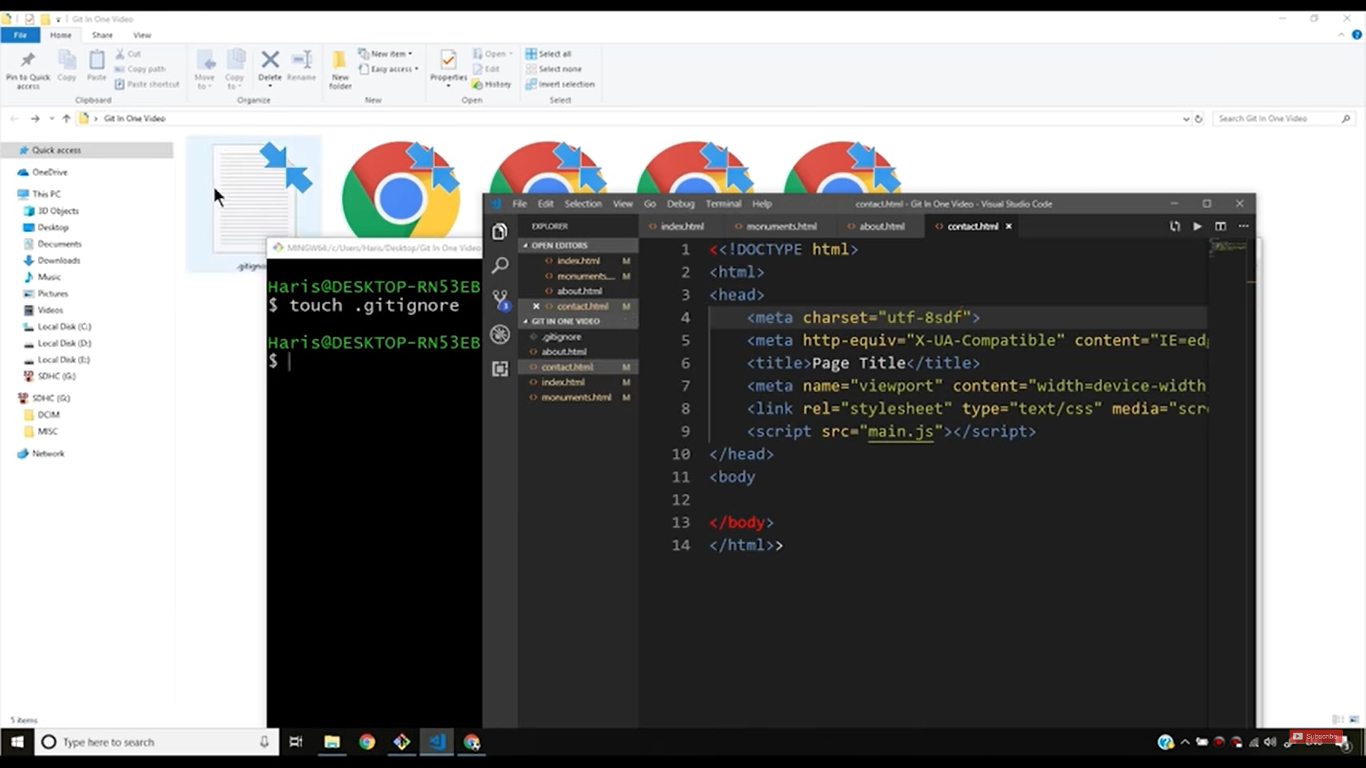 Git In One Video
File Home Share View
Pin to Quick access
Copy
Paste
Cut
Copy path
Paste shortcut
Clipboard
Move to
Copy to
Delete
Rename
Organize
New folder
New item
Easy access
New
Properties
Open
Edit
History
Open
Select all
Select none
Invert selection
Select
Git In One Video
Search Git In One Video
Quick access
OneDrive
This PC
3D Objects
Desktop
Documents
Downloads
Music
Pictures
Videos
Local Disk (C:)
Local Disk (D:)
Local Disk (E:)
SDHC (G:)
SDHC (G:)
DCIM
MISC
Network
5 items
MINGW64:/c/Users/Haris/Desktop/Git In One Video
Haris@DESKTOP-RN53EB
$ touch .gitignore
Haris@DESKTOP-RN53EB
$
File Edit Selection View Go Debug Terminal Help
contact.html - Git In One Video - Visual Studio Code
EXPLORER
OPEN EDITORS
index.html M
monuments... M
about.html
contact.html M
GIT IN ONE VIDEO
.gitignore
about.html
contact.html M
index.html M
monuments.html M
index.html monuments.html about.html contact.html
1 <<!DOCTYPE html>
2 <html>
3 <head>
4 <meta charset="utf-8sdf">
5 <meta http-equiv="X-UA-Compatible" content="IE=edg
6 <title>Page Title</title>
7 <meta name="viewport" content="width=device-width
8 <link rel="stylesheet" type="text/css" media="scre
9 <script src="main.js"></script>
10 </head>
11 <body
12
13 </body>
14 </html>>
Type here to search
Subscribe